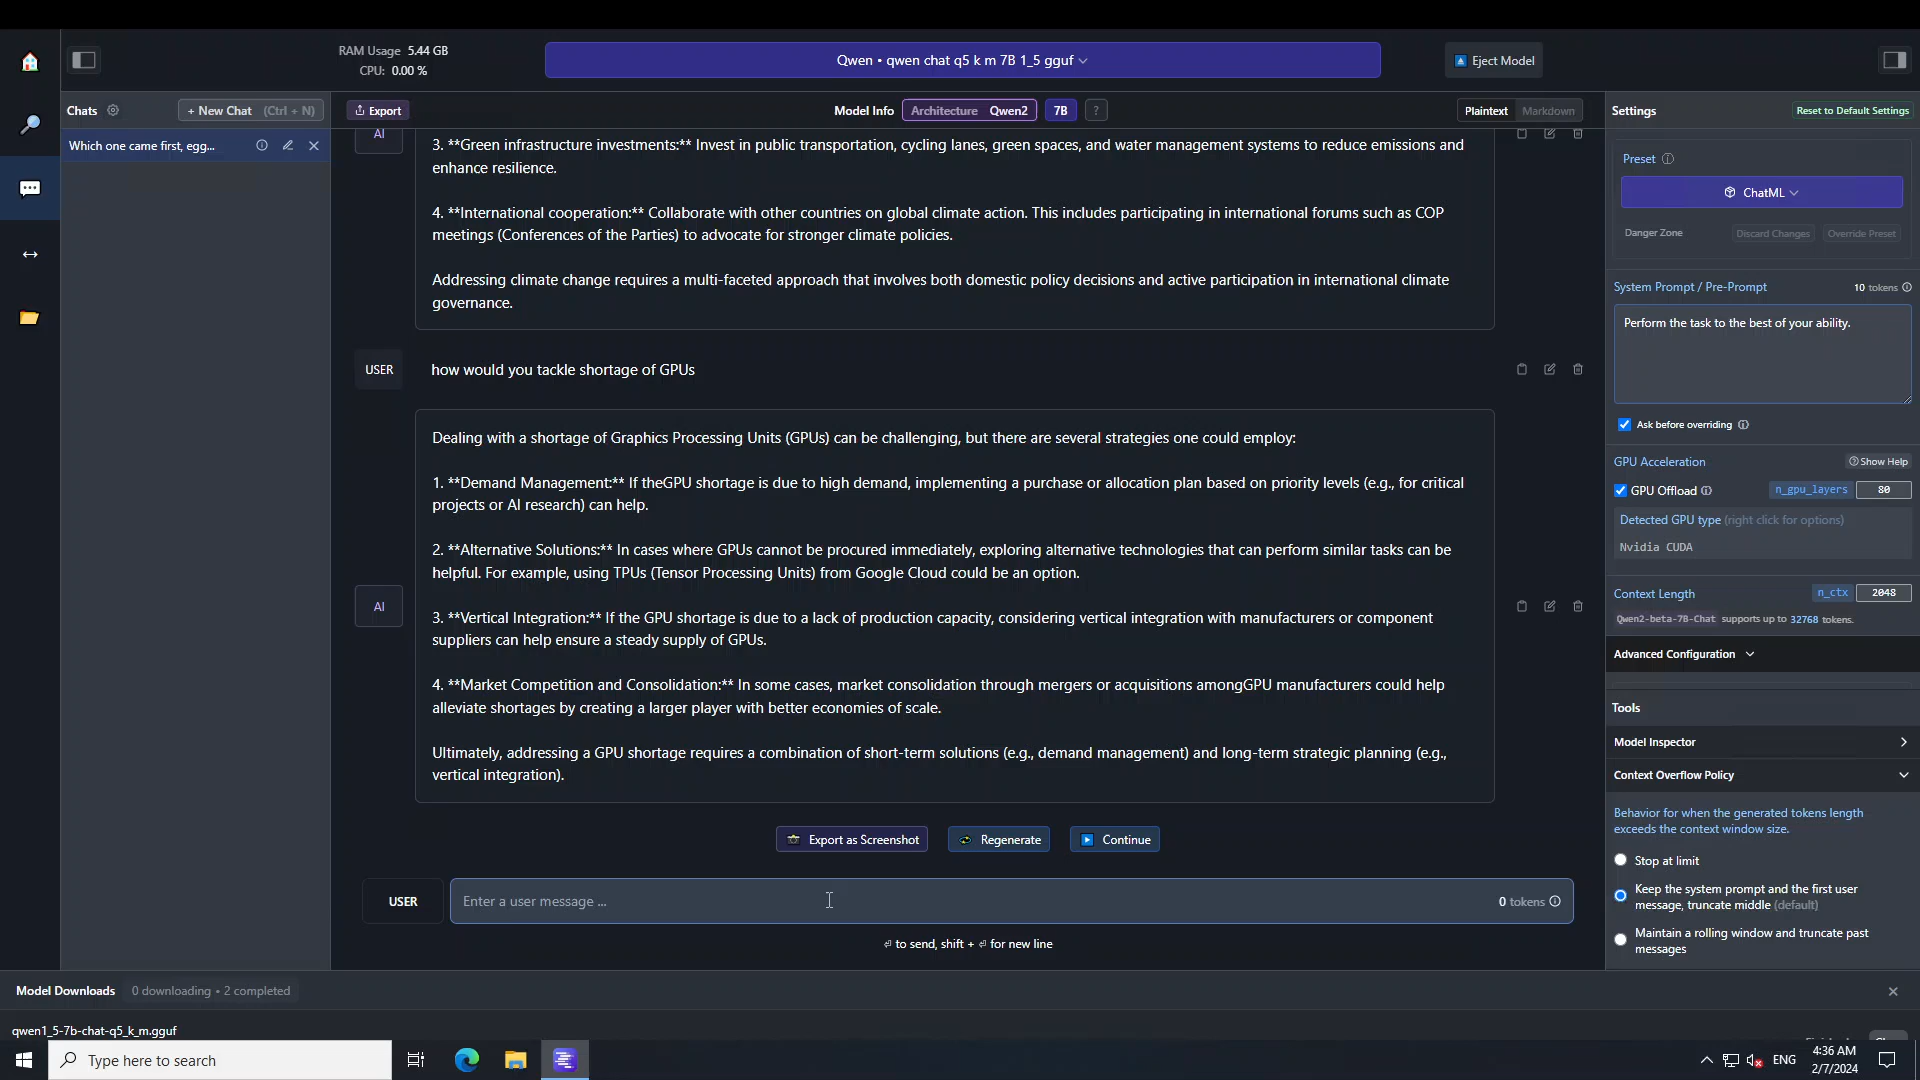 RAM Usage 5.44 GB
CPU: 0.00 %
Qwen • qwen chat q5 k m 7B 1_5 gguf
Eject Model
Chats
+ New Chat (Ctrl + N)
Export
Model Info Architecture Qwen2 7B ?
Plaintext Markdown
Settings
Reset to Default Settings
Which one came first, egg...
AI
3. **Green infrastructure investments:** Invest in public transportation, cycling lanes, green spaces, and water management systems to reduce emissions and
enhance resilience.
4. **International cooperation:** Collaborate with other countries on global climate action. This includes participating in international forums such as COP
meetings (Conferences of the Parties) to advocate for stronger climate policies.
Addressing climate change requires a multi-faceted approach that involves both domestic policy decisions and active participation in international climate
governance.
USER
how would you tackle shortage of GPUs
Dealing with a shortage of Graphics Processing Units (GPUs) can be challenging, but there are several strategies one could employ:
1. **Demand Management:** If theGPU shortage is due to high demand, implementing a purchase or allocation plan based on priority levels (e.g., for critical
projects or AI research) can help.
2. **Alternative Solutions:** In cases where GPUs cannot be procured immediately, exploring alternative technologies that can perform similar tasks can be
helpful. For example, using TPUs (Tensor Processing Units) from Google Cloud could be an option.
AI
3. **Vertical Integration:** If the GPU shortage is due to a lack of production capacity, considering vertical integration with manufacturers or component
suppliers can help ensure a steady supply of GPUs.
4. **Market Competition and Consolidation:** In some cases, market consolidation through mergers or acquisitions amongGPU manufacturers could help
alleviate shortages by creating a larger player with better economies of scale.
Ultimately, addressing a GPU shortage requires a combination of short-term solutions (e.g., demand management) and long-term strategic planning (e.g.,
vertical integration).
Export as Screenshot
Regenerate
Continue
USER
Enter a user message ...
0 tokens
⏎ to send, shift + ⏎ for new line
Preset
ChatML
Danger Zone
Discard Changes
Override Preset
System Prompt / Pre-Prompt
10 tokens
Perform the task to the best of your ability.
Ask before overriding
GPU Acceleration
Show Help
GPU Offload
n_gpu_layers
80
Detected GPU type (right click for options)
Nvidia CUDA
Context Length
n_ctx
2048
Qwen2-beta-7B-Chat supports up to 32768 tokens.
Advanced Configuration
Tools
Model Inspector
Context Overflow Policy
Behavior for when the generated tokens length
exceeds the context window size.
Stop at limit
Keep the system prompt and the first user
message, truncate middle (default)
Maintain a rolling window and truncate past
messages
Model Downloads
0 downloading • 2 completed
qwen1_5-7b-chat-q5_k_m.gguf
Type here to search
ENG
4:36 AM
2/7/2024